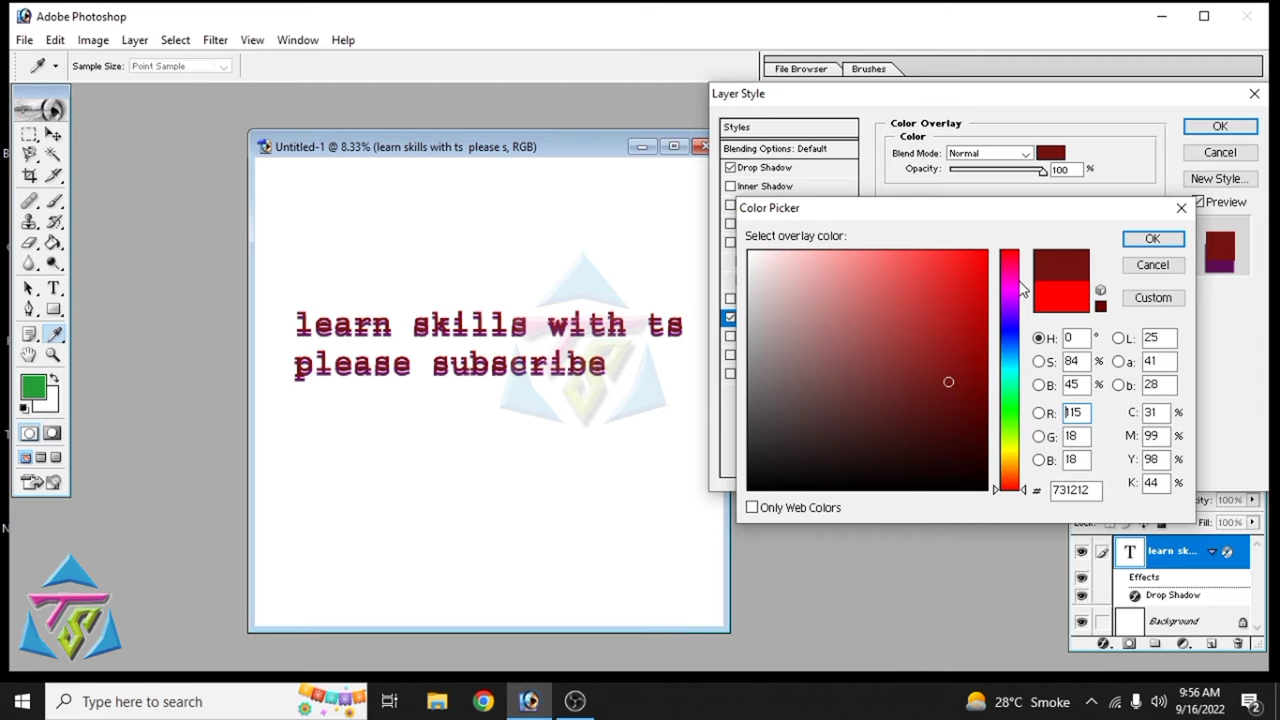 Adobe Photoshop
File Edit Image Layer Select Filter View Window Help
Sample Size: Point Sample
File Browser Brushes
Layer Style
Untitled-1 @ 8.33% (learn skills with ts please s, RGB)
Styles
Blending Options: Default
Drop Shadow
Inner Shadow
Color Overlay
Color
Blend Mode: Normal
Opacity: 100 %
OK
Cancel
New Style...
Preview
Color Picker
Select overlay color:
OK
Cancel
Custom
H: 0 °
S: 84 %
B: 45 %
R: 115
G: 18
B: 18
# 731212
L: 25
a: 41
b: 28
C: 31 %
M: 99 %
Y: 98 %
K: 44 %
Only Web Colors
learn skills with ts
please subscribe
100%
Lock: Fill: 100%
T learn sk...
Effects
Drop Shadow
Background
TS
Type here to search
28°C Smoke
9:56 AM
9/16/2022
2